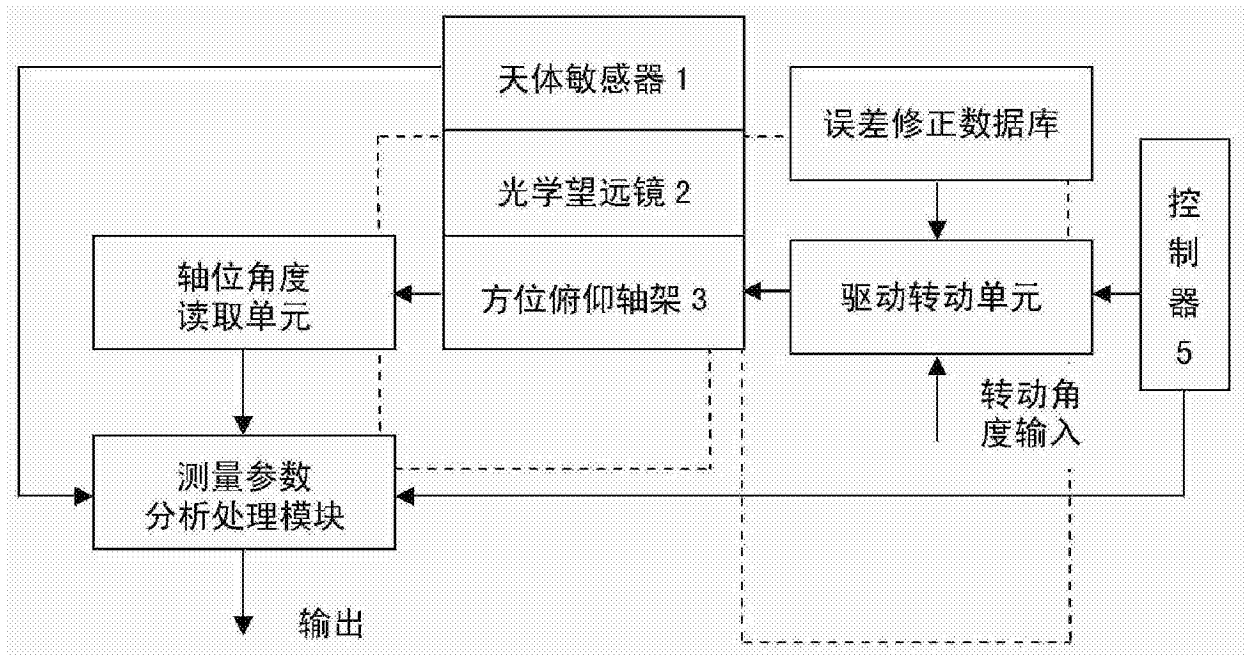 天体敏感器 1
误差修正数据库
光学望远镜 2
控
制
器
5
轴位角度
读取单元
方位俯仰轴架 3
驱动转动单元
转动角
度输入
测量参数
分析处理模块
输出